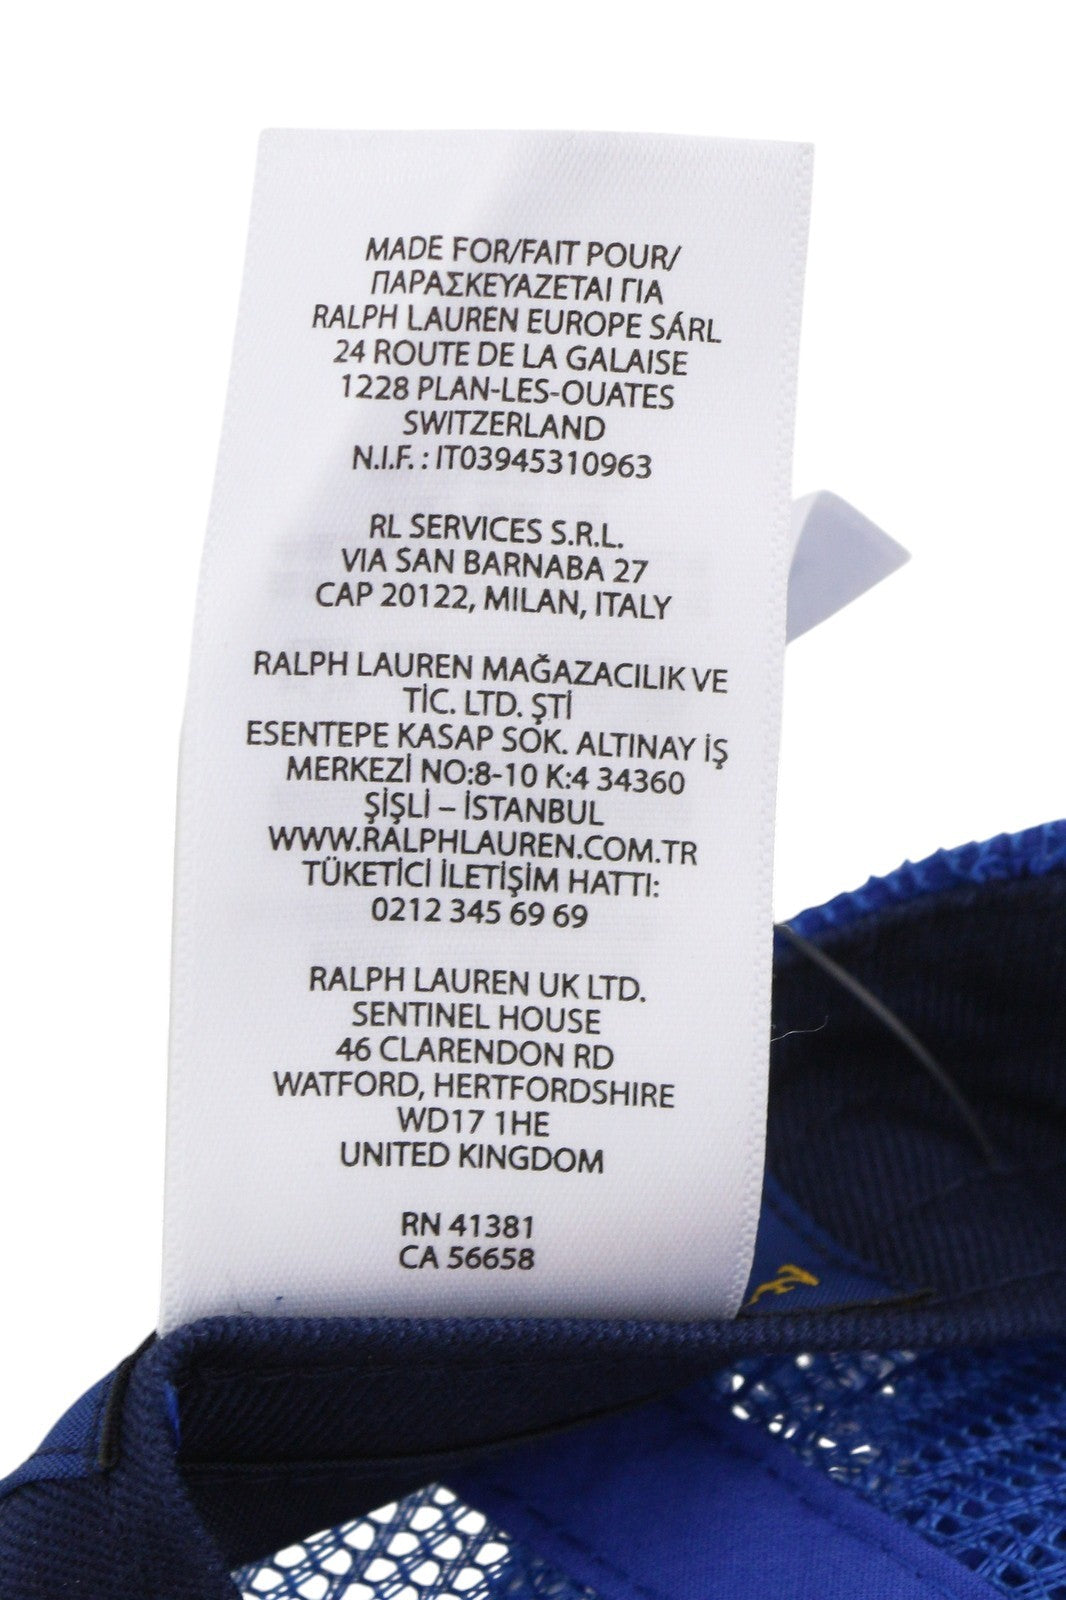 MADE FOR/FAIT POUR/
ΠΑΡΑΣΚΕΥΑΖΕΤΑΙ ΓΙΑ
RALPH LAUREN EUROPE SÁRL
24 ROUTE DE LA GALAISE
1228 PLAN-LES-OUATES
SWITZERLAND
N.I.F. : IT03945310963
RL SERVICES S.R.L.
VIA SAN BARNABA 27
CAP 20122, MILAN, ITALY
RALPH LAUREN MAĞAZACILIK VE
TİC. LTD. ŞTİ
ESENTEPE KASAP SOK. ALTINAY İŞ
MERKEZİ NO:8-10 K:4 34360
ŞİŞLİ – İSTANBUL
WWW.RALPHLAUREN.COM.TR
TÜKETİCİ İLETİŞİM HATTI:
0212 345 69 69
RALPH LAUREN UK LTD.
SENTINEL HOUSE
46 CLARENDON RD
WATFORD, HERTFORDSHIRE
WD17 1HE
UNITED KINGDOM
RN 41381
CA 56658